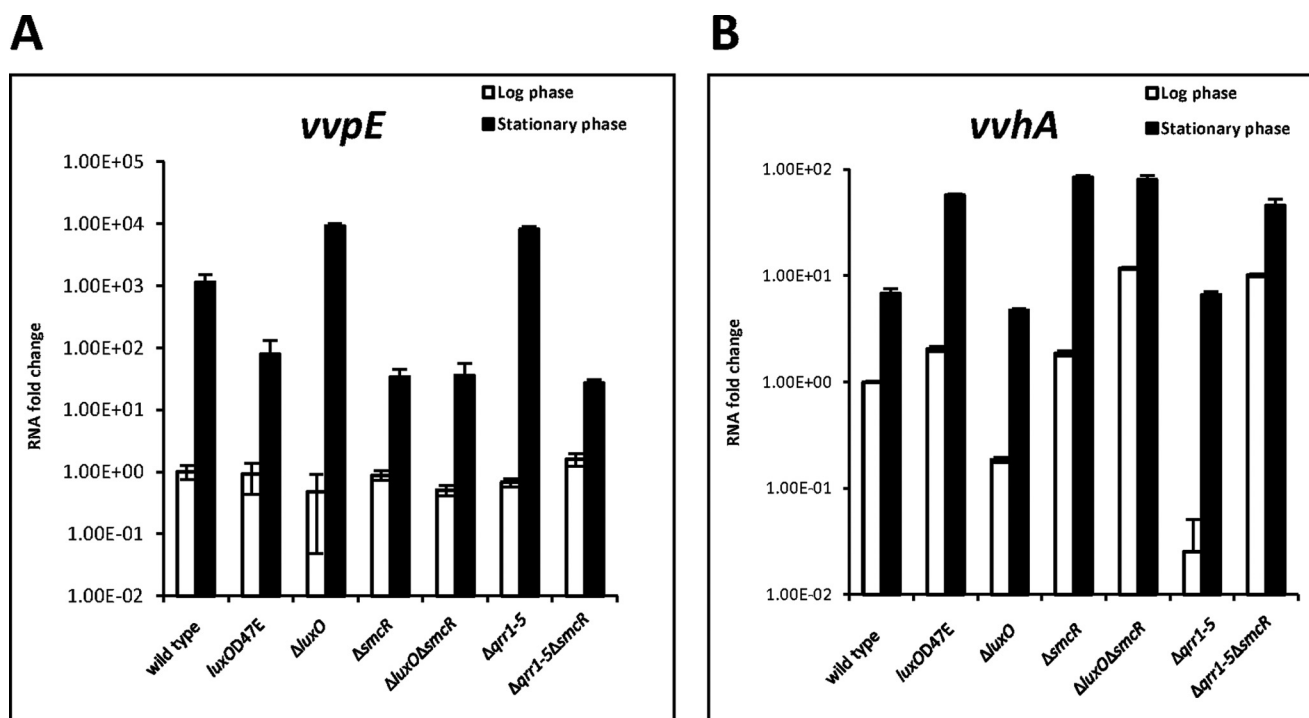 A
vvpE
Log phase
Stationary phase
RNA fold change
1.00E+05
1.00E+04
1.00E+03
1.00E+02
1.00E+01
1.00E+00
1.00E-01
1.00E-02
wild type
luxOD47E
ΔluxO
ΔsmcR
ΔluxOΔsmcR
Δqrr1-5
Δqrr1-5ΔsmcR
B
vvhA
Log phase
Stationary phase
RNA fold change
1.00E+02
1.00E+01
1.00E+00
1.00E-01
1.00E-02
wild type
luxOD47E
ΔluxO
ΔsmcR
ΔluxOΔsmcR
Δqrr1-5
Δqrr1-5ΔsmcR